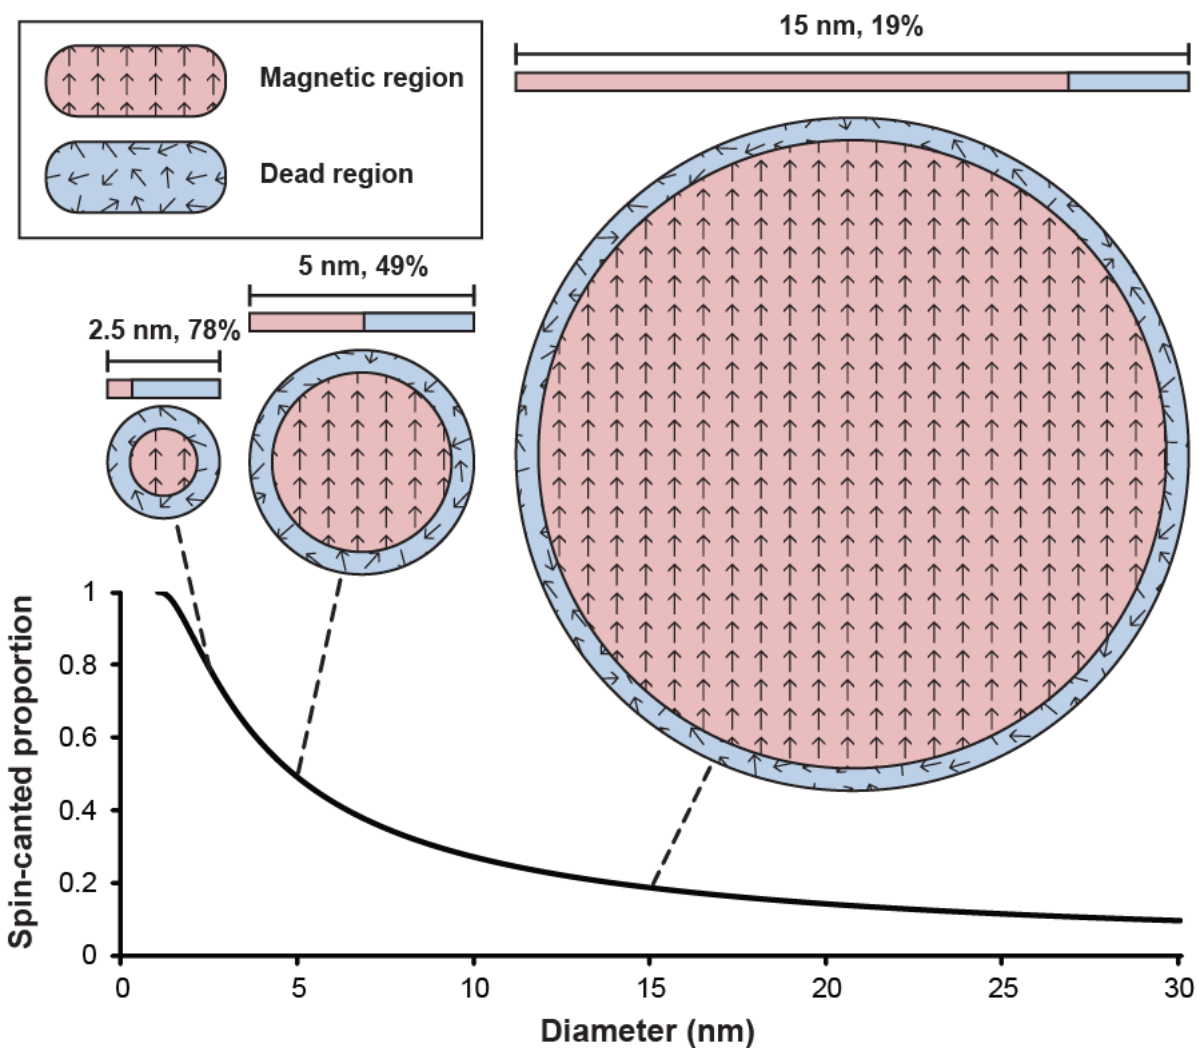 15 nm, 19%
Magnetic region
Dead region
5 nm, 49%
2.5 nm, 78%
1
0.8
0.6
0.4
0.2
0
Spin-canted proportion
0 5 10 15 20 25 30
Diameter (nm)